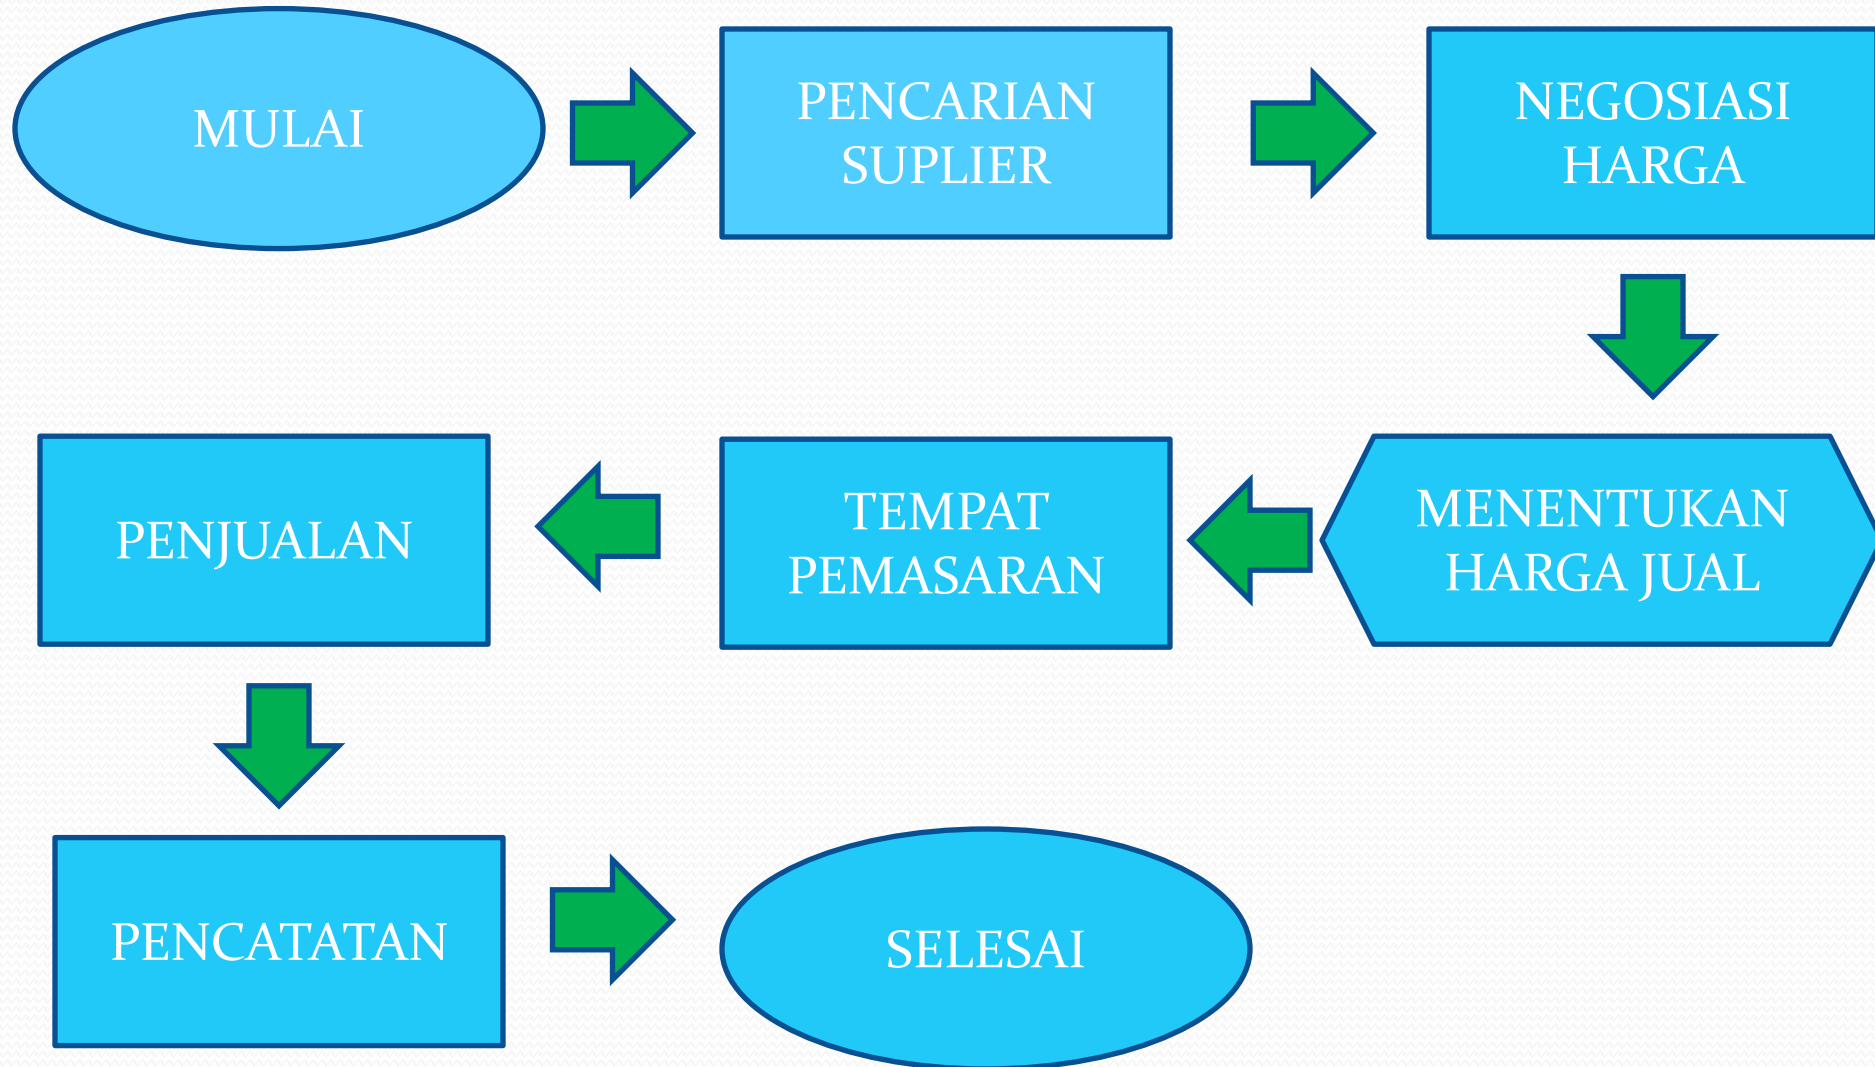 MULAI
PENCARIAN
SUPLIER
NEGOSIASI
HARGA
MENENTUKAN
HARGA JUAL
TEMPAT
PEMASARAN
PENJUALAN
PENCATATAN
SELESAI